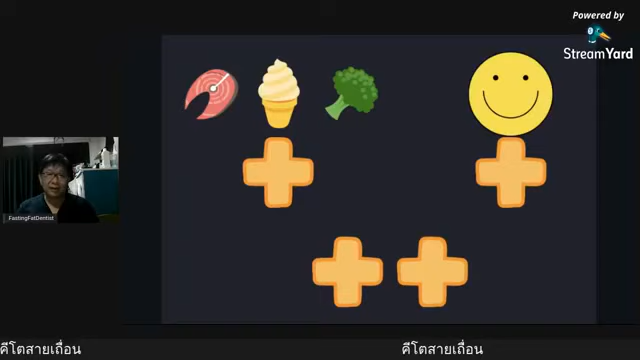 Powered by
StreamYard
FastingFatDentist
คีโตสายเถื่อน
คีโตสายเถื่อน